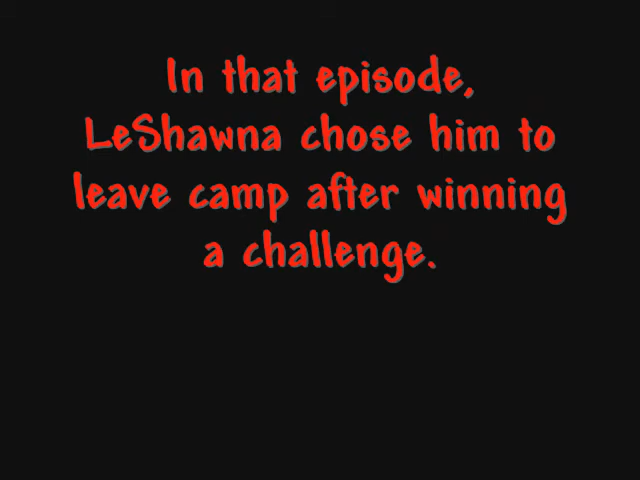 In that episode,
LeShawna chose him to
leave camp after winning
a challenge.